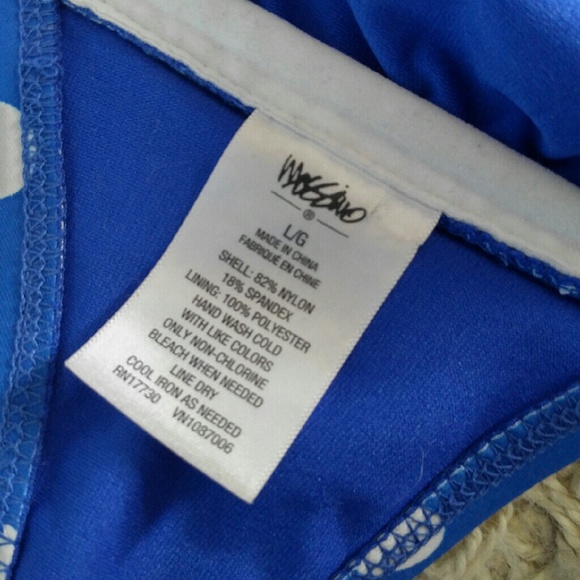 mossimo
®
L/G
MADE IN CHINA
FABRIQUÉ EN CHINE
SHELL: 82% NYLON
18% SPANDEX
LINING: 100% POLYESTER
HAND WASH COLD
WITH LIKE COLORS
ONLY NON-CHLORINE
BLEACH WHEN NEEDED
LINE DRY
COOL IRON AS NEEDED
RN17730 VN1087006